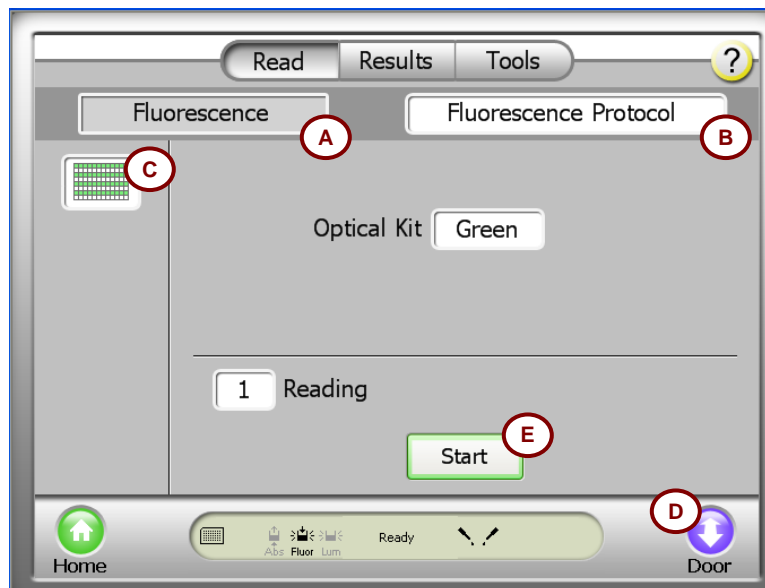 Read Results Tools ?
Fluorescence Fluorescence Protocol
A B
C
Optical Kit Green
1 Reading
E
Start
D
Abs Fluor Lum Ready
Home Door